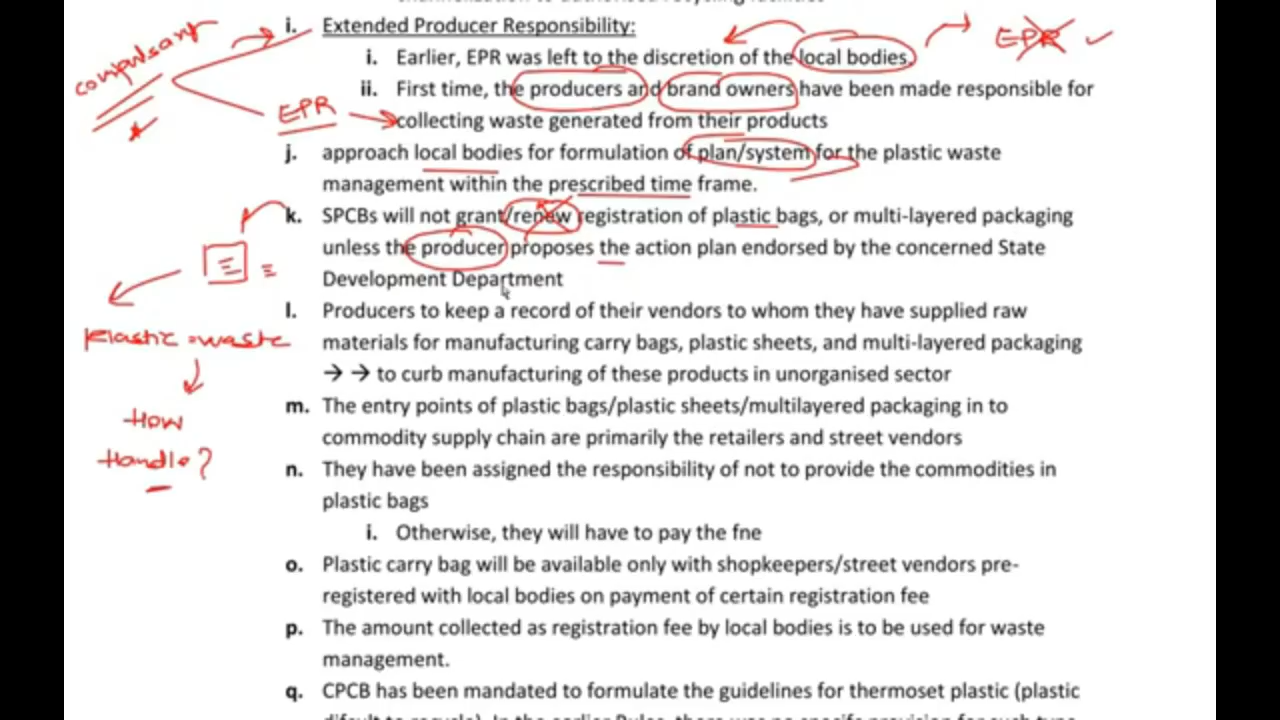 i. Extended Producer Responsibility:
compulsory
EPR
i. Earlier, EPR was left to the discretion of the local bodies.
ii. First time, the producers and brand owners have been made responsible for
EPR
collecting waste generated from their products
j. approach local bodies for formulation of plan/system for the plastic waste
management within the prescribed time frame.
k. SPCBs will not grant/renew registration of plastic bags, or multi-layered packaging
unless the producer proposes the action plan endorsed by the concerned State
Development Department
l. Producers to keep a record of their vendors to whom they have supplied raw
Plastic-waste
materials for manufacturing carry bags, plastic sheets, and multi-layered packaging
→ → to curb manufacturing of these products in unorganised sector
m. The entry points of plastic bags/plastic sheets/multilayered packaging in to
How
commodity supply chain are primarily the retailers and street vendors
Handle?
n. They have been assigned the responsibility of not to provide the commodities in
plastic bags
i. Otherwise, they will have to pay the fne
o. Plastic carry bag will be available only with shopkeepers/street vendors pre-
registered with local bodies on payment of certain registration fee
p. The amount collected as registration fee by local bodies is to be used for waste
management.
q. CPCB has been mandated to formulate the guidelines for thermoset plastic (plastic